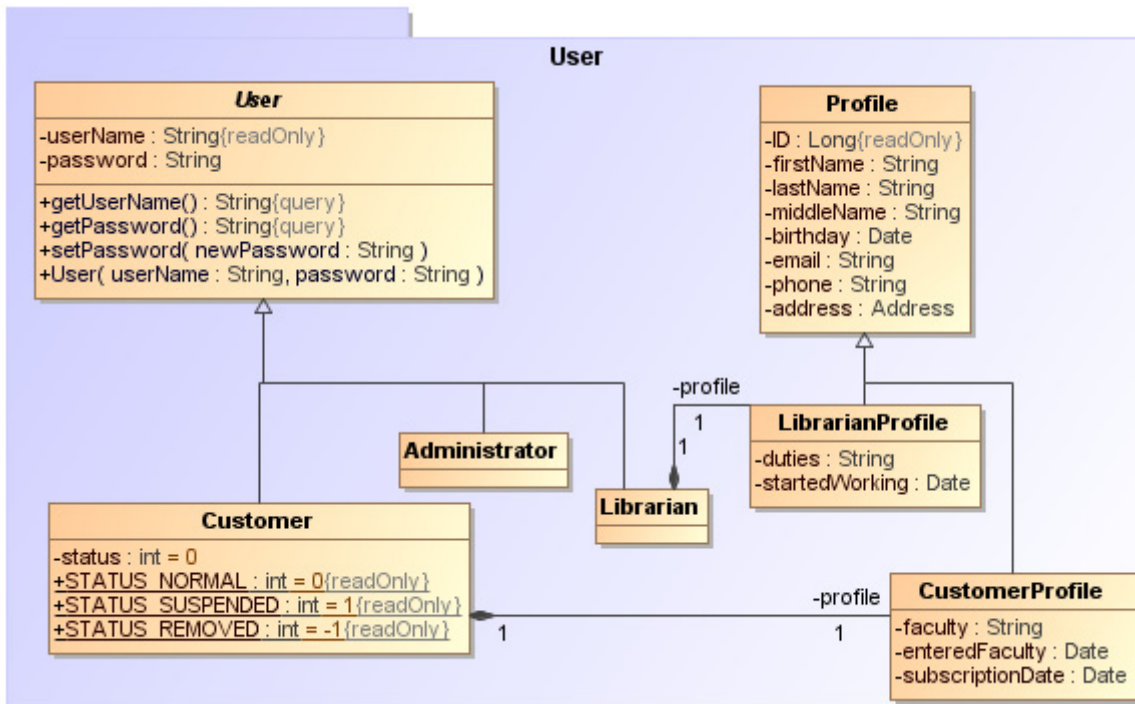 User
User
-userName : String{readOnly}
-password : String
+getUserName() : String{query}
+getPassword() : String{query}
+setPassword( newPassword : String )
+User( userName : String, password : String )
Profile
-ID : Long{readOnly}
-firstName : String
-lastName : String
-middleName : String
-birthday : Date
-email : String
-phone : String
-address : Address
Administrator
Librarian
-profile
1
1
LibrarianProfile
-duties : String
-startedWorking : Date
Customer
-status : int = 0
+STATUS_NORMAL : int = 0{readOnly}
+STATUS_SUSPENDED : int = 1{readOnly}
+STATUS_REMOVED : int = -1{readOnly}
1
-profile
1
CustomerProfile
-faculty : String
-enteredFaculty : Date
-subscriptionDate : Date